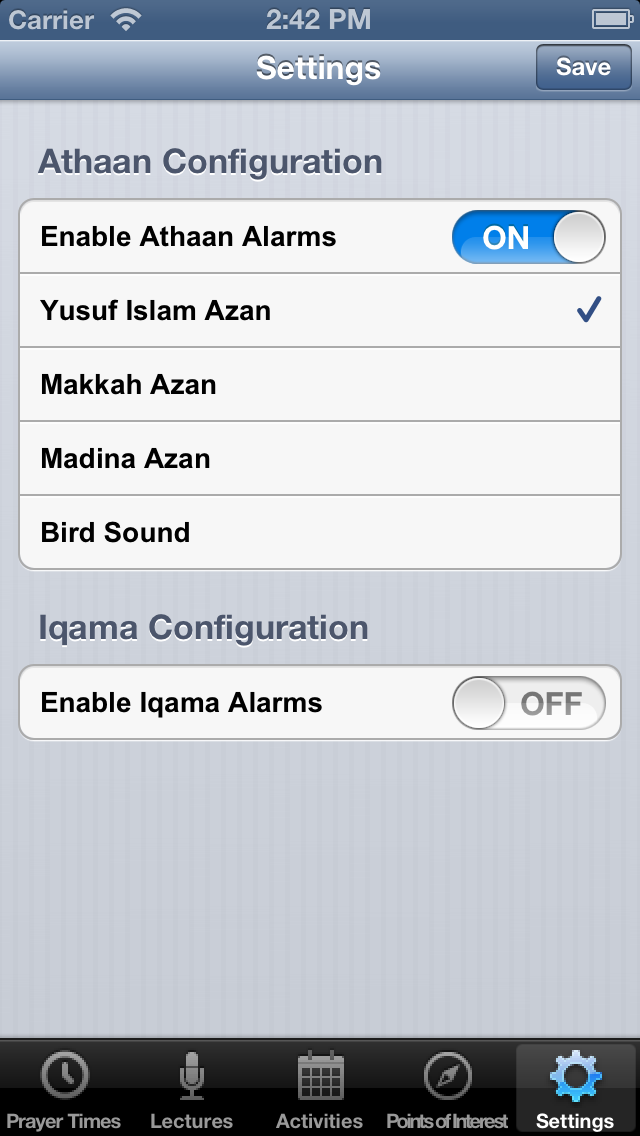 Carrier 2:42 PM
Settings Save
Athaan Configuration
Enable Athaan Alarms ON
Yusuf Islam Azan
Makkah Azan
Madina Azan
Bird Sound
Iqama Configuration
Enable Iqama Alarms OFF
Prayer Times Lectures Activities Points of Interest Settings